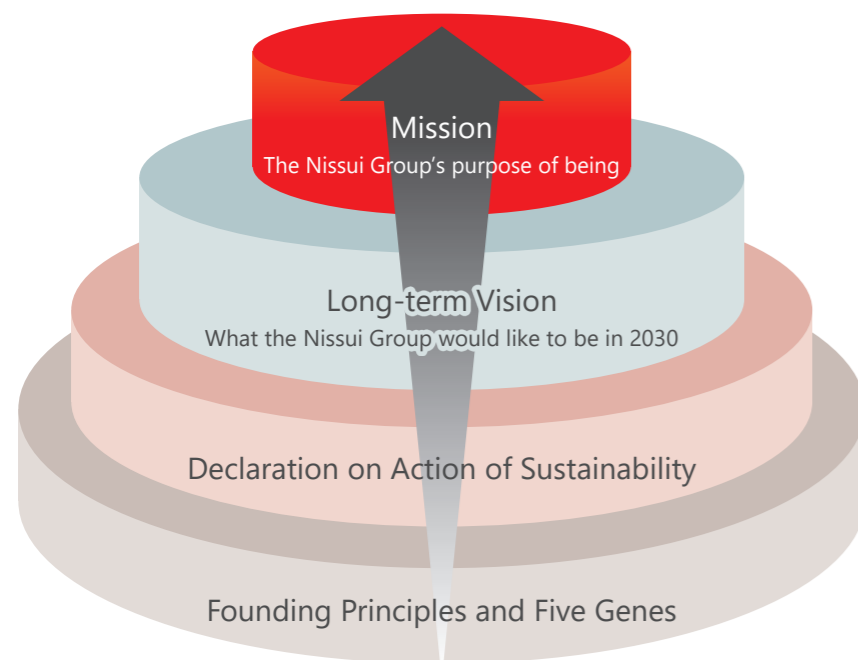 Mission
The Nissui Group’s purpose of being
Long-term Vision
What the Nissui Group would like to be in 2030
Declaration on Action of Sustainability
Founding Principles and Five Genes